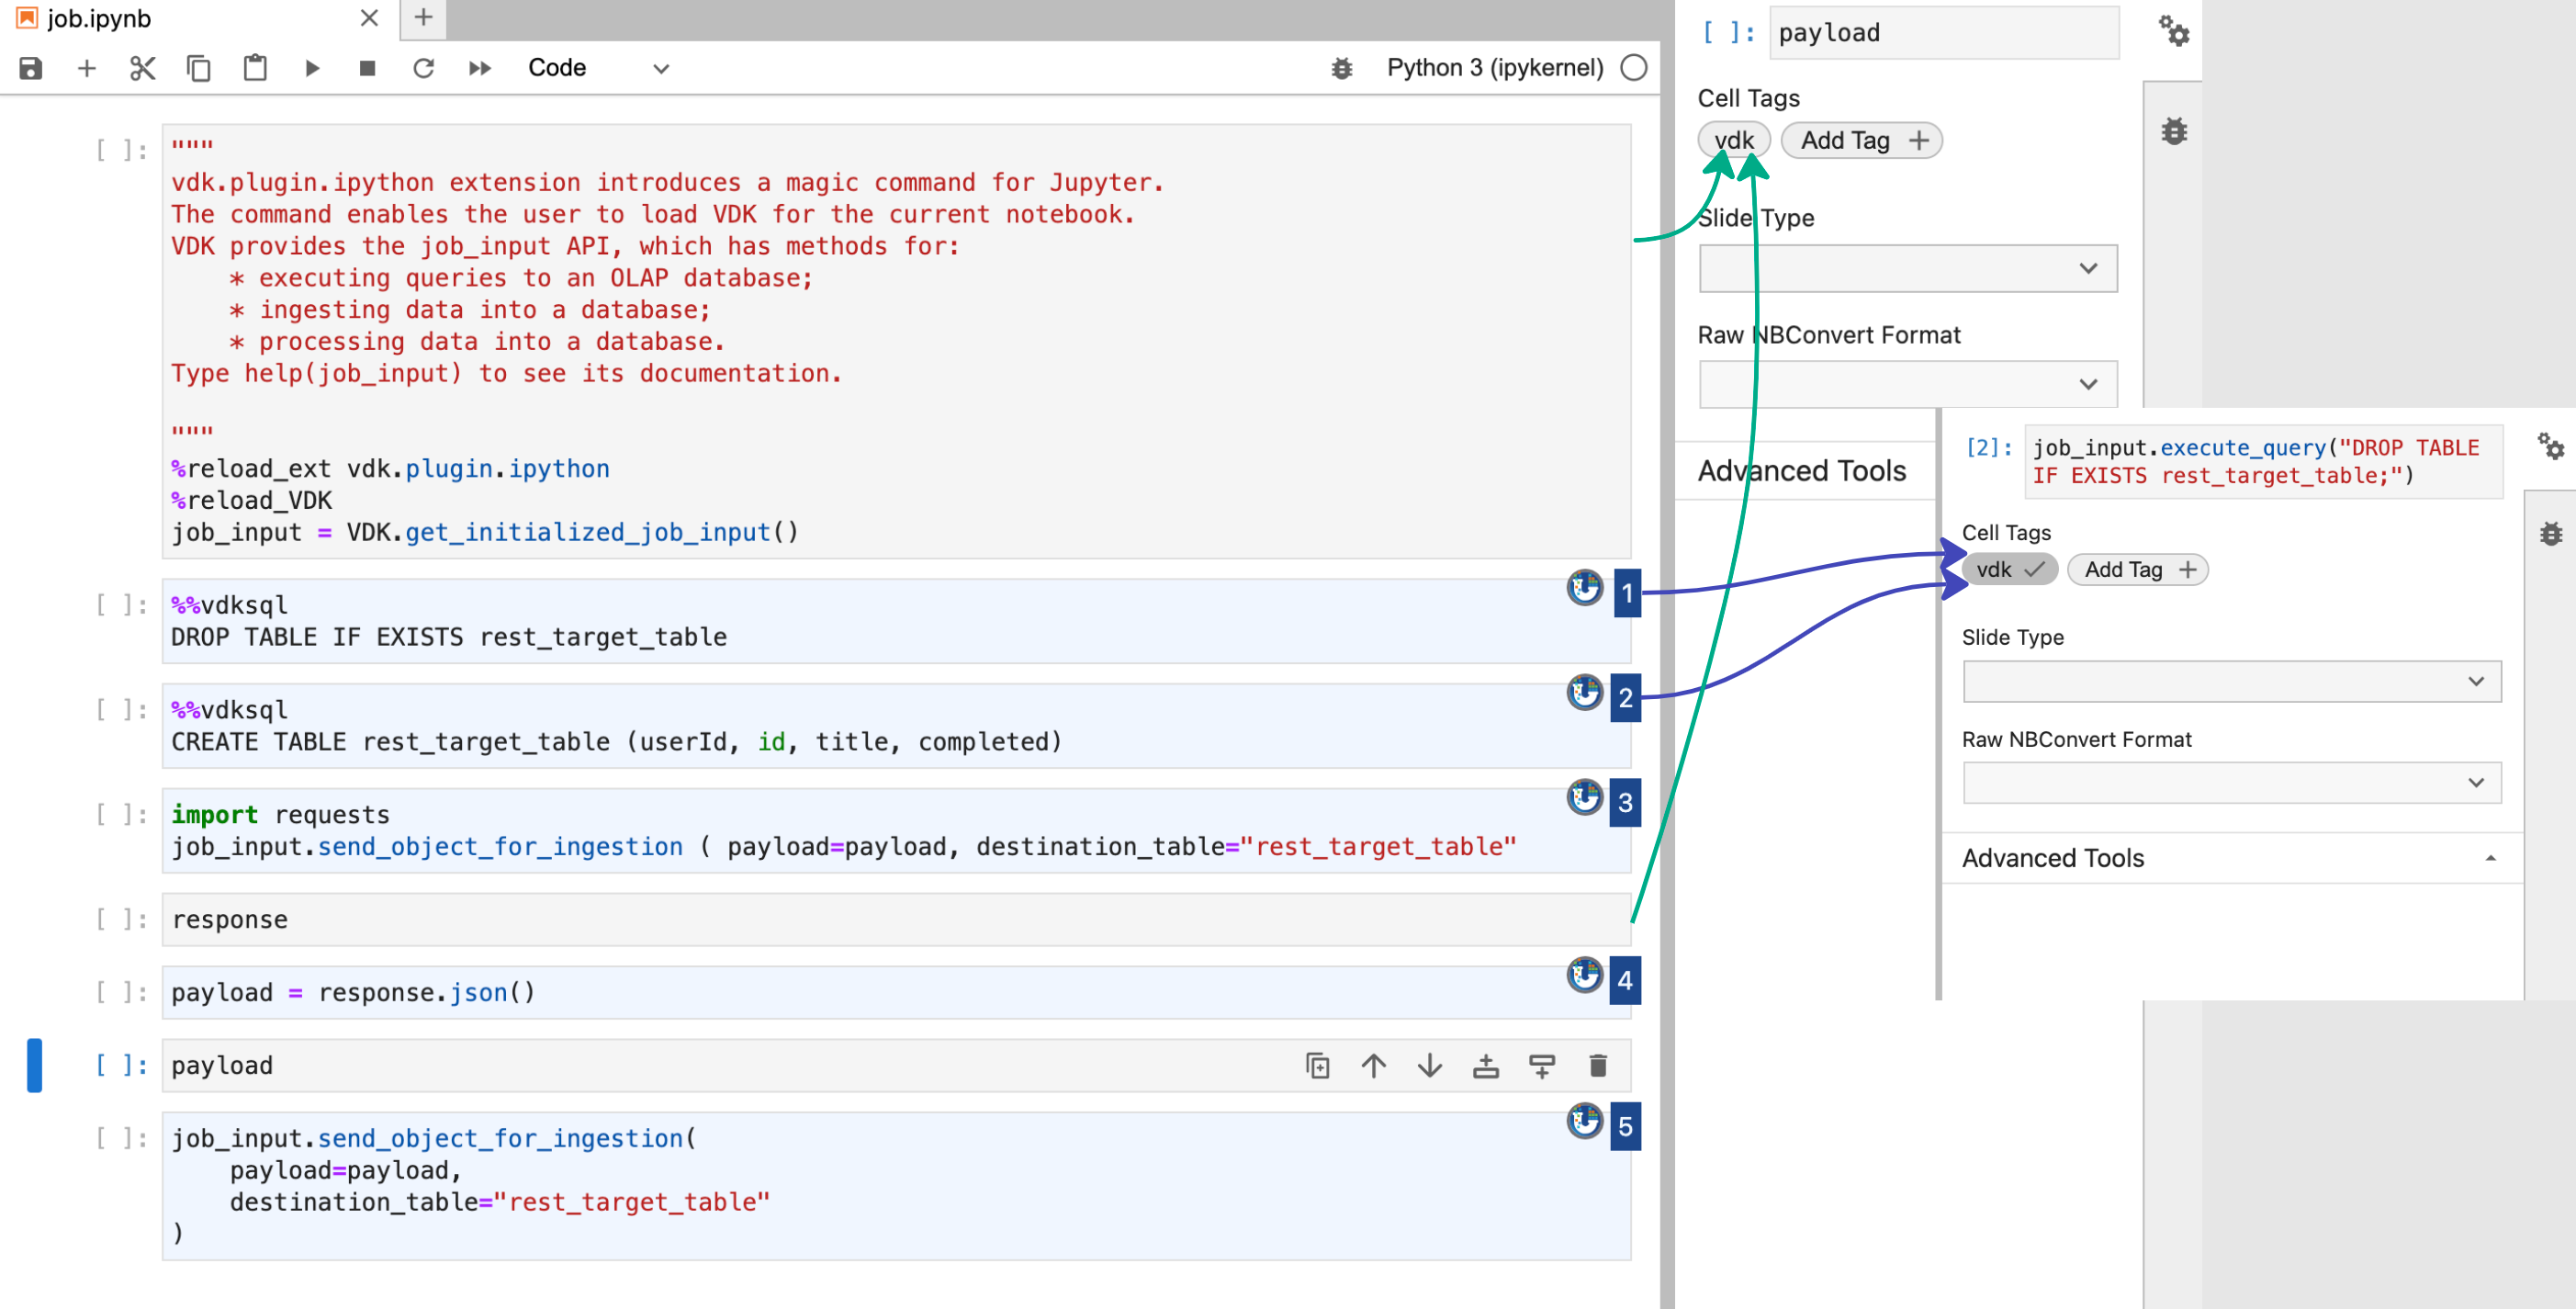 job.ipynb
Code
Python 3 (ipykernel)
[ ]:
"""
vdk.plugin.ipython extension introduces a magic command for Jupyter.
The command enables the user to load VDK for the current notebook.
VDK provides the job_input API, which has methods for:
* executing queries to an OLAP database;
* ingesting data into a database;
* processing data into a database.
Type help(job_input) to see its documentation.
"""
%reload_ext vdk.plugin.ipython
%reload_VDK
job_input = VDK.get_initialized_job_input()
[ ]:
%%vdksql
1
DROP TABLE IF EXISTS rest_target_table
[ ]:
%%vdksql
2
CREATE TABLE rest_target_table (userId, id, title, completed)
[ ]:
import requests
3
job_input.send_object_for_ingestion ( payload=payload, destination_table="rest_target_table"
[ ]:
response
[ ]:
payload = response.json()
4
[ ]:
payload
[ ]:
job_input.send_object_for_ingestion(
5
payload=payload,
destination_table="rest_target_table"
)
[ ]:
payload
Cell Tags
vdk
Add Tag +
Slide Type
Raw NBConvert Format
Advanced Tools
[2]:
job_input.execute_query("DROP TABLE
IF EXISTS rest_target_table;")
Cell Tags
vdk ✓
Add Tag +
Slide Type
Raw NBConvert Format
Advanced Tools